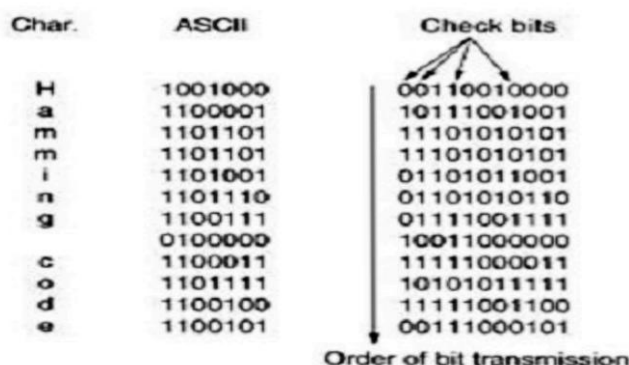 Char. ASCII Check bits
H 1001000 00110010000
a 1100001 10111001001
m 1101101 11101010101
m 1101101 11101010101
i 1101001 01101011001
n 1101110 01101010110
g 1100111 01111001111
0100000 10011000000
c 1100011 11111000011
o 1101111 10101011111
d 1100100 11111001100
e 1100101 00111000101
Order of bit transmission